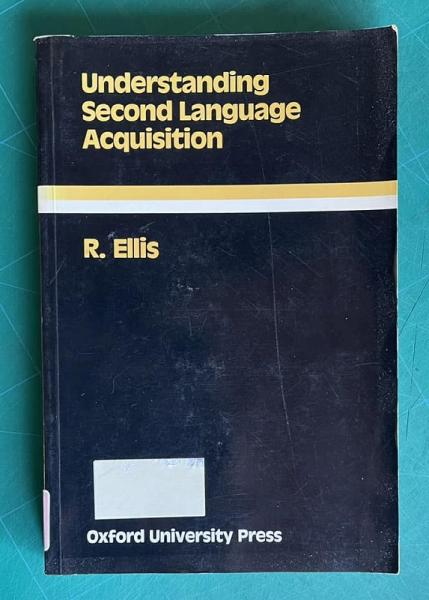 Understanding
Second Language
Acquisition
R. Ellis
Oxford University Press